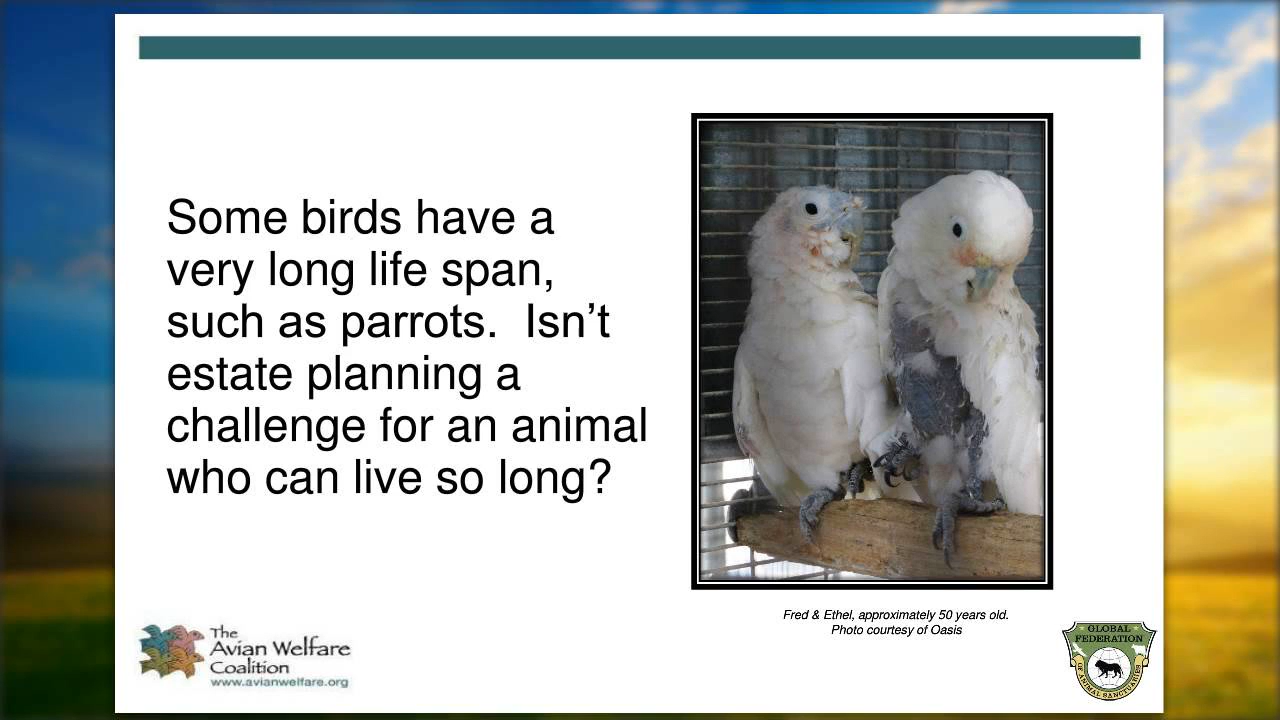 Some birds have a
very long life span,
such as parrots.  Isn’t
estate planning a
challenge for an animal
who can live so long?
Fred & Ethel, approximately 50 years old.
Photo courtesy of Oasis
The
Avian Welfare
Coalition
www.avianwelfare.org
GLOBAL
FEDERATION
OF ANIMAL SANCTUARIES